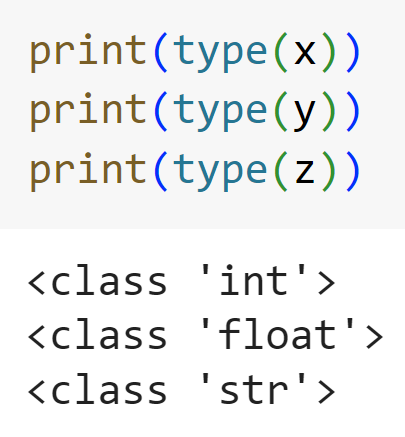 print(type(x))
print(type(y))
print(type(z))
<class 'int'>
<class 'float'>
<class 'str'>